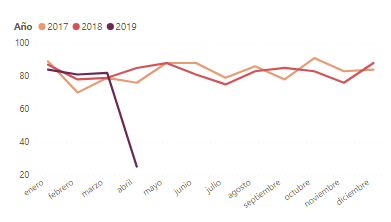 Año 2017 2018 2019
100
80
60
40
20
enero febrero marzo abril mayo junio julio agosto septiembre octubre noviembre diciembre